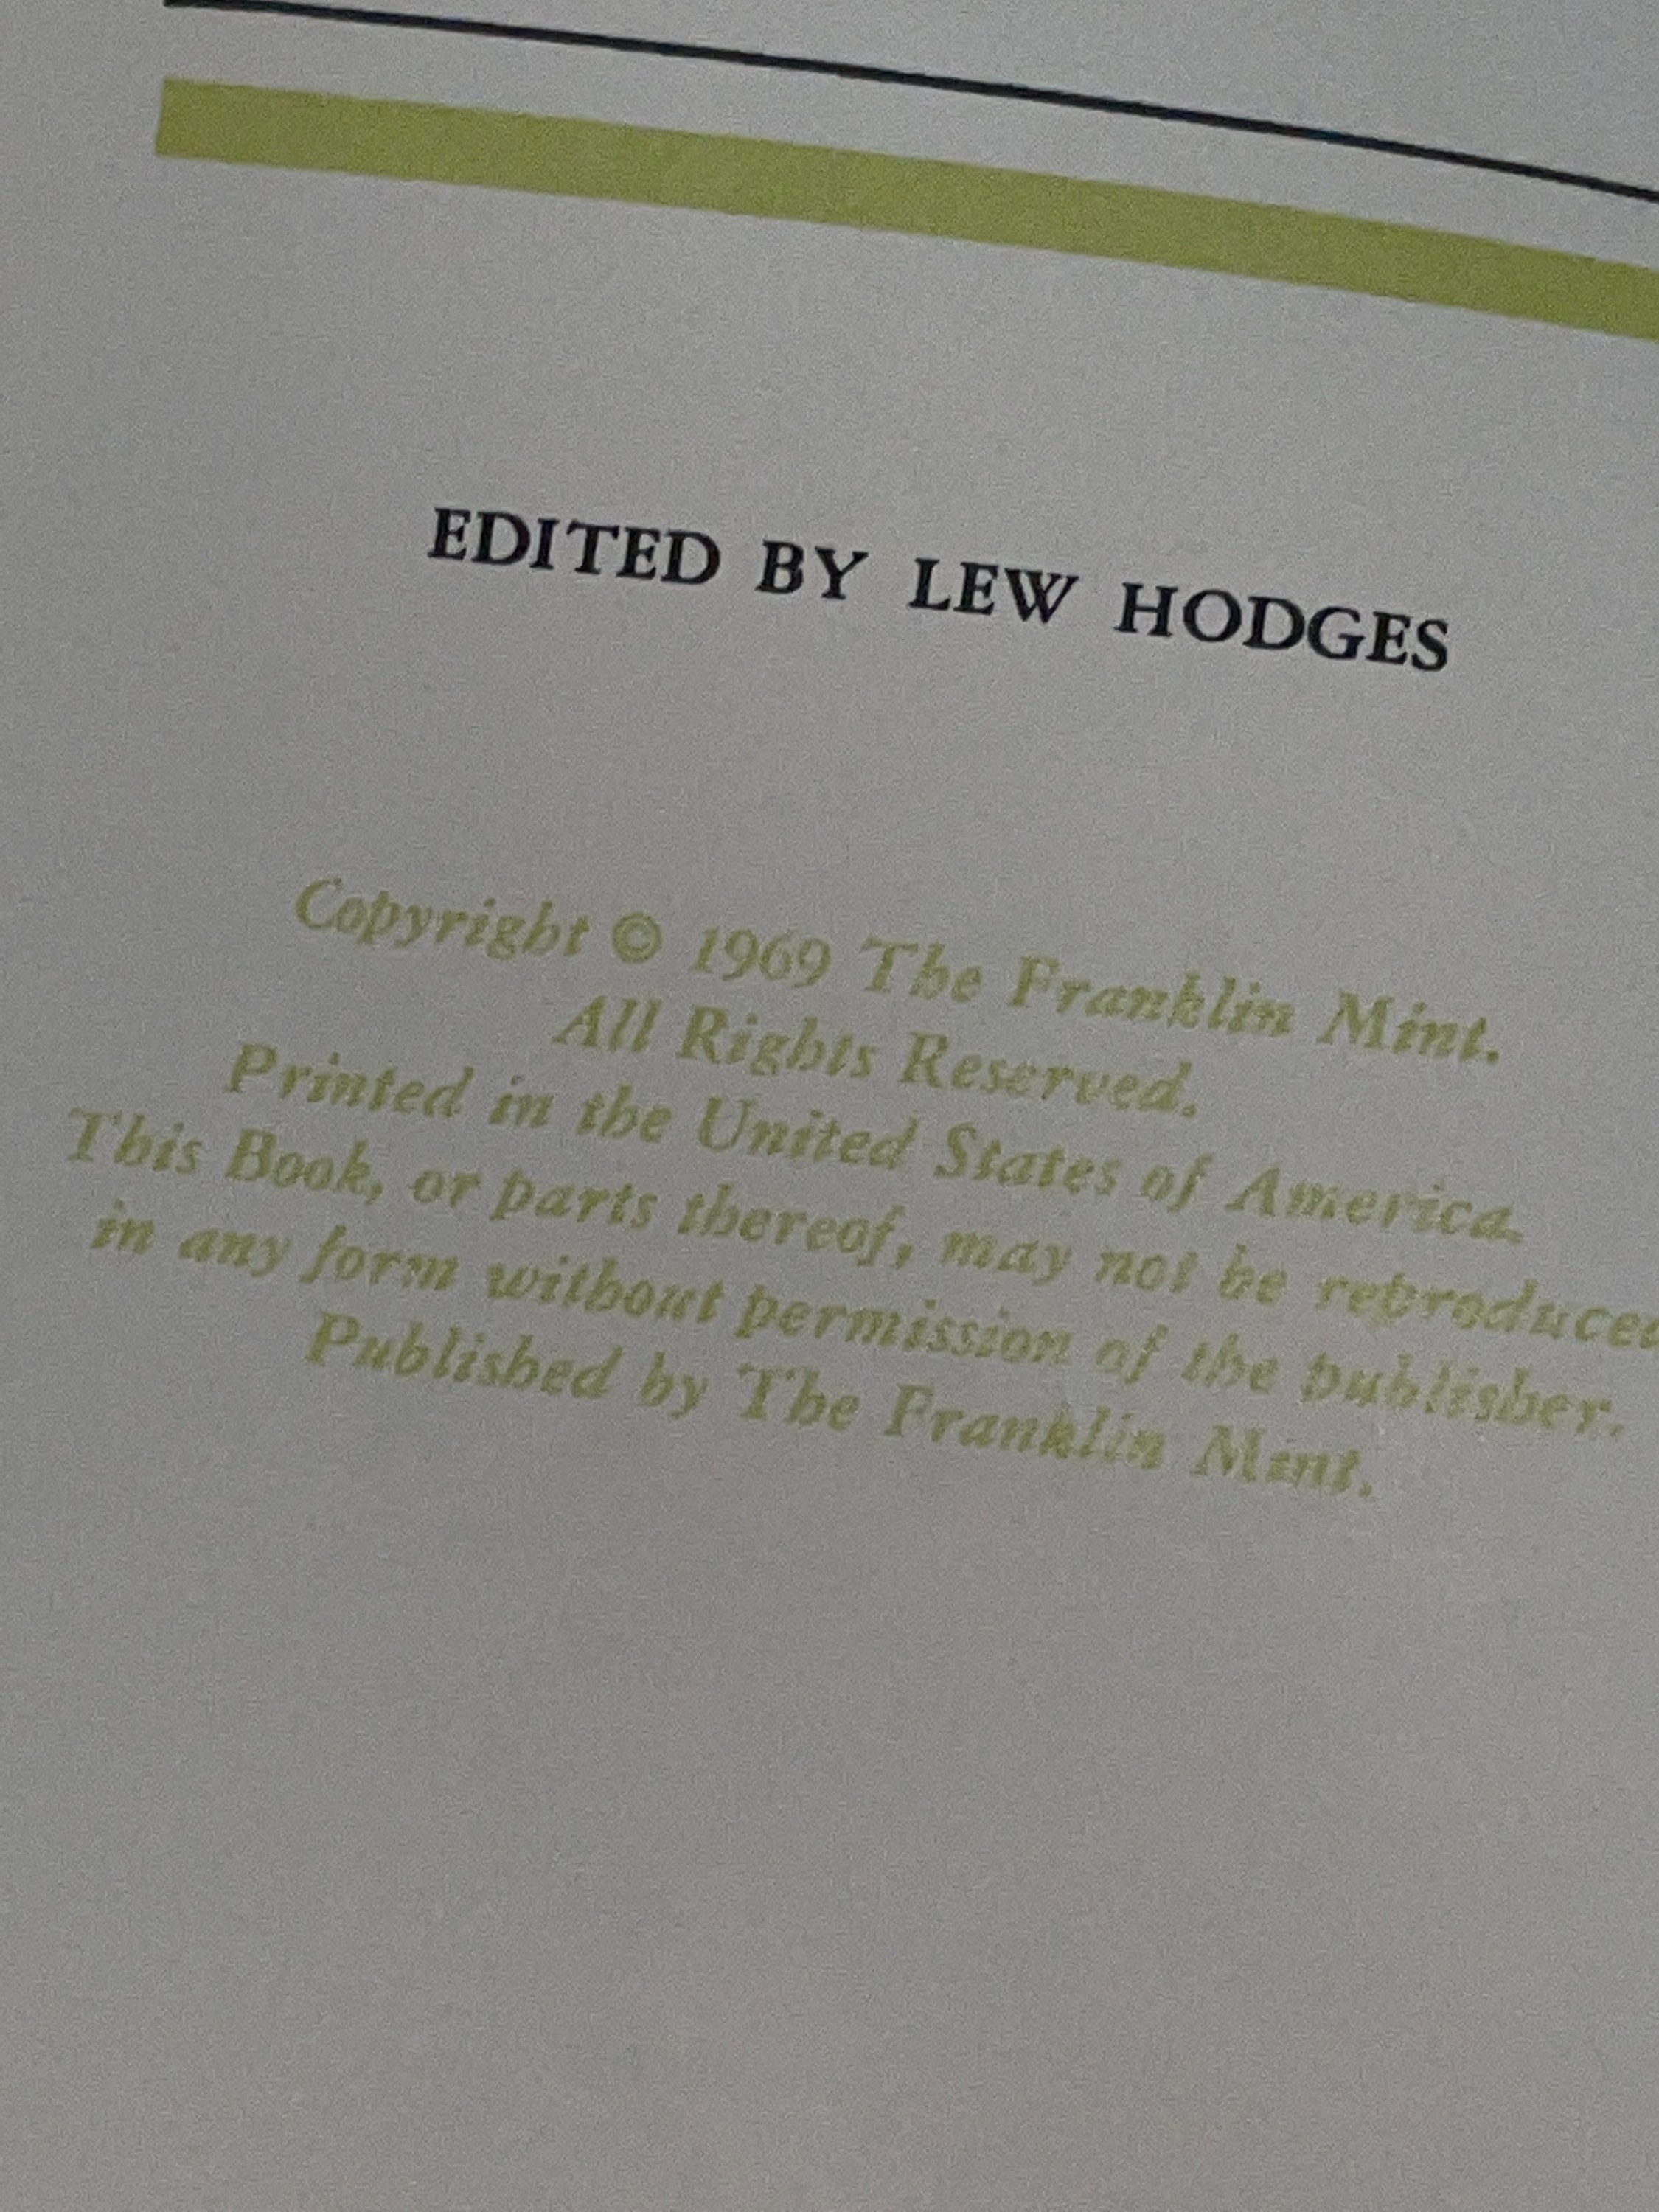 EDITED BY LEW HODGES
Copyright © 1969 The Franklin Mint.
All Rights Reserved.
Printed in the United States of America.
This Book, or parts thereof, may not be reproduced
in any form without permission of the publisher.
Published by The Franklin Mint.